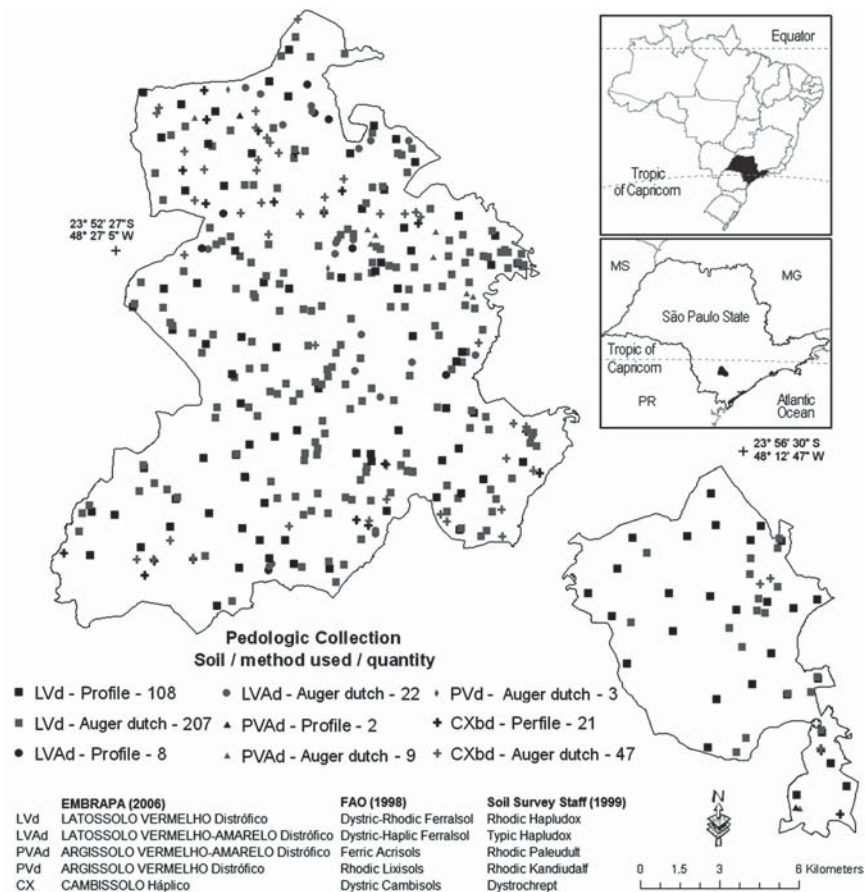 Equator
Tropic
of Capricorn
23° 52' 27"S
48° 27' 5" W
MS
MG
São Paulo State
Tropic of
Capricorn
PR
Atlantic
Ocean
23° 56' 30" S
48° 12' 47" W
Pedologic Collection
Soil / method used / quantity
LVd - Profile - 108
LVAd - Auger dutch - 22
PVd - Auger dutch - 3
LVd - Auger dutch - 207
PVAd - Profile - 2
CXbd - Perfile - 21
LVAd - Profile - 8
PVAd - Auger dutch - 9
CXbd - Auger dutch - 47
EMBRAPA (2006) FAO (1998) Soil Survey Staff (1999)
LVd LATOSSOLO VERMELHO Distrófico Dystric-Rhodic Ferralsol Rhodic Hapludox
LVAd LATOSSOLO VERMELHO-AMARELO Distrófico Dystric-Haplic Ferralsol Typic Hapludox
PVAd ARGISSOLO VERMELHO-AMARELO Distrófico Ferric Acrisols Rhodic Paleudult
PVd ARGISSOLO VERMELHO Distrófico Rhodic Lixisols Rhodic Kandiudalf
CX CAMBISSOLO Háplico Dystric Cambisols Dystrochrept
N
0 1.5 3 6 Kilometers